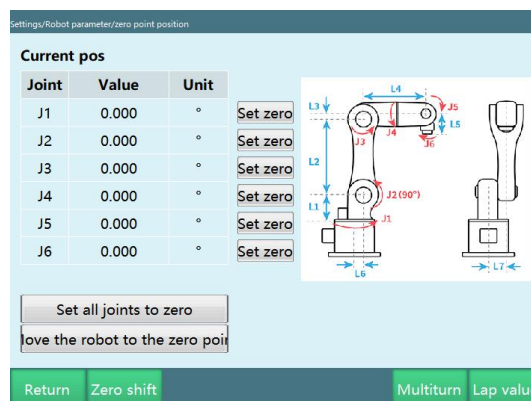 Settings/Robot parameter/zero point position
Current pos
Joint Value Unit
J1 0.000 ° Set zero
J2 0.000 ° Set zero
J3 0.000 ° Set zero
J4 0.000 ° Set zero
J5 0.000 ° Set zero
J6 0.000 ° Set zero
L4
L3
J5
J4
L5
J3
J6
L2
J2(90°)
L1
J1
L6
L7
Set all joints to zero
love the robot to the zero poin
Return Zero shift Multiturn Lap valu